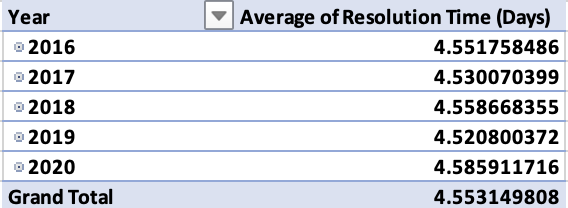 Year Average of Resolution Time (Days)
2016 4.551758486
2017 4.530070399
2018 4.558668355
2019 4.520800372
2020 4.585911716
Grand Total 4.553149808